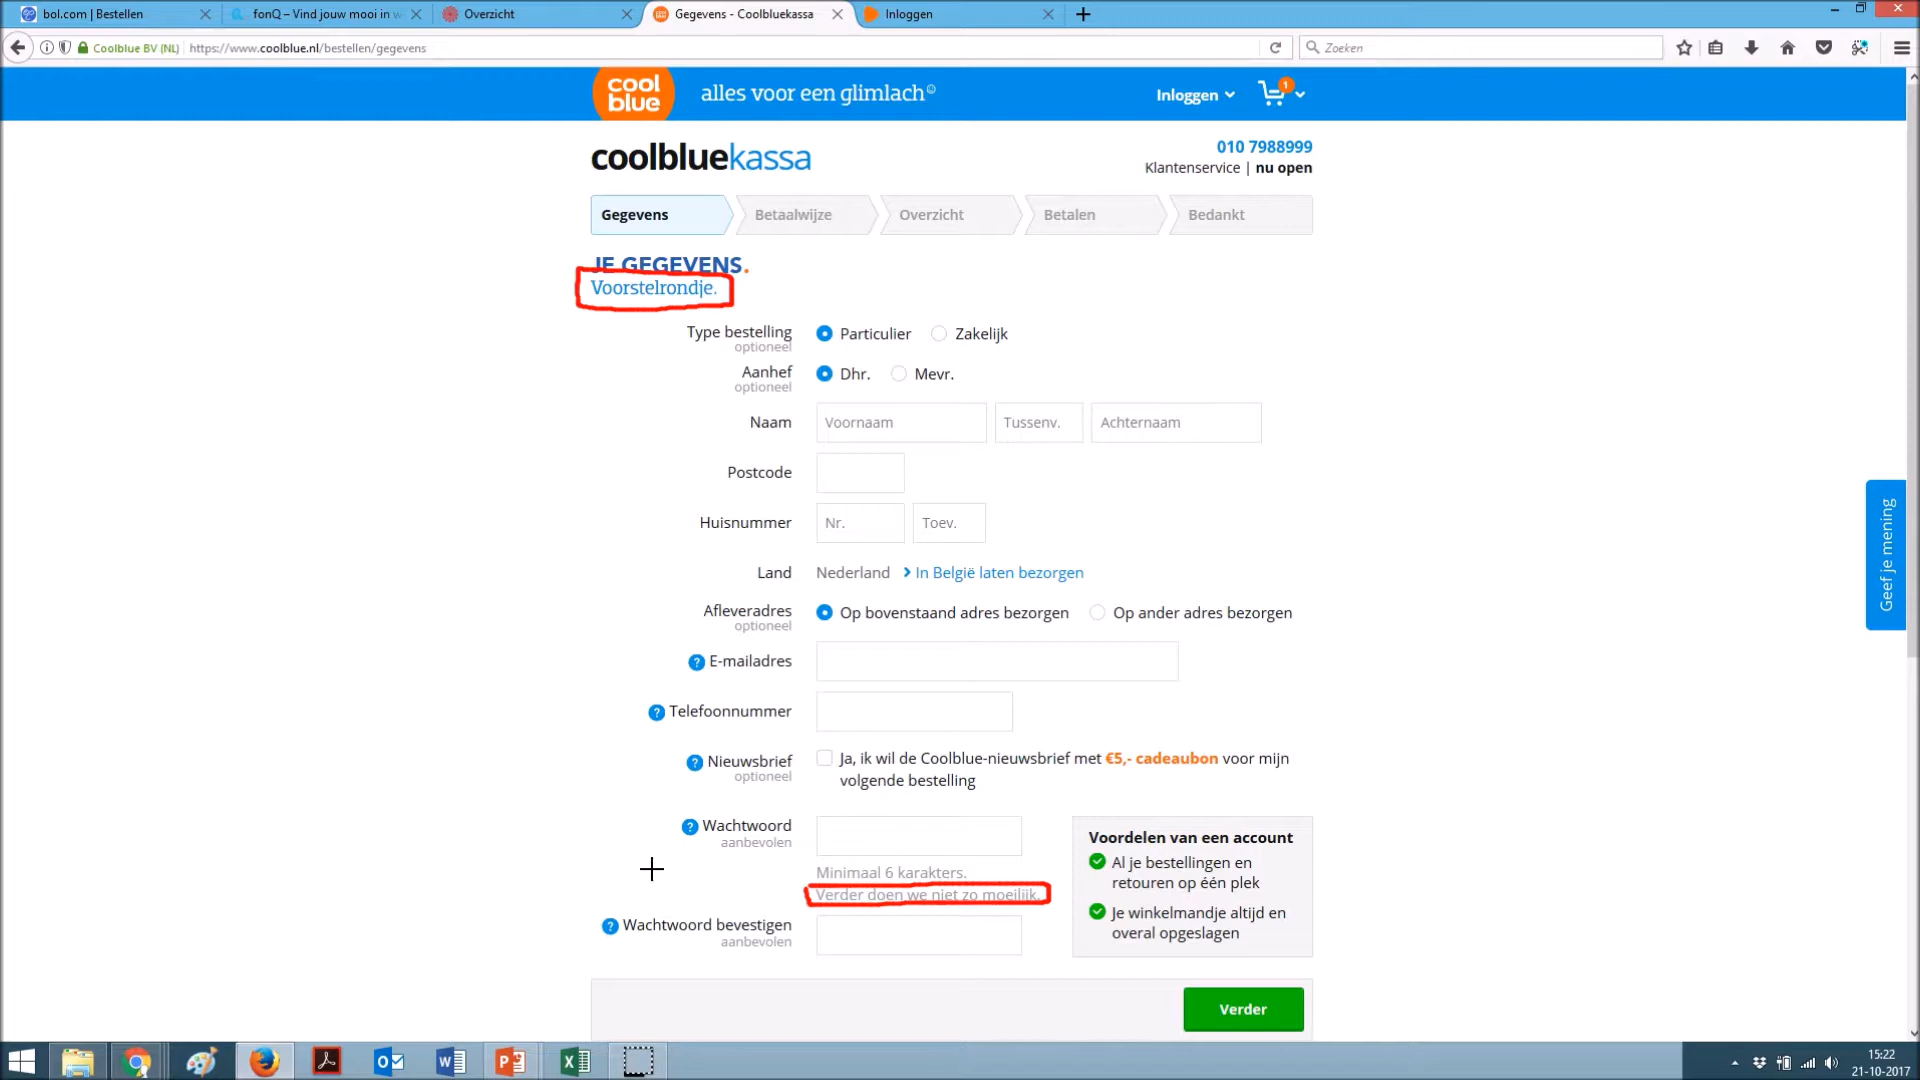 bol.com | Bestellen
fonQ – Vind jouw mooi in w
Overzicht
Gegevens - Coolbluekassa
Inloggen
Coolblue BV (NL)
https://www.coolblue.nl/bestellen/gegevens
Zoeken
cool
blue
alles voor een glimlach
Inloggen
1
coolbluekassa
010 7988999
Klantenservice | nu open
Gegevens
Betaalwijze
Overzicht
Betalen
Bedankt
JE GEGEVENS.
Voorstelrondje.
Type bestelling
optioneel
Particulier
Zakelijk
Aanhef
optioneel
Dhr.
Mevr.
Naam
Voornaam
Tussenv.
Achternaam
Postcode
Huisnummer
Nr.
Toev.
Land
Nederland
In België laten bezorgen
Afleveradres
optioneel
Op bovenstaand adres bezorgen
Op ander adres bezorgen
? E-mailadres
? Telefoonnummer
? Nieuwsbrief
optioneel
Ja, ik wil de Coolblue-nieuwsbrief met €5,- cadeaubon voor mijn
volgende bestelling
? Wachtwoord
aanbevolen
Minimaal 6 karakters.
Verder doen we niet zo moeilijk.
? Wachtwoord bevestigen
aanbevolen
Voordelen van een account
Al je bestellingen en
retouren op één plek
Je winkelmandje altijd en
overal opgeslagen
Verder
Geef je mening
15:22
21-10-2017